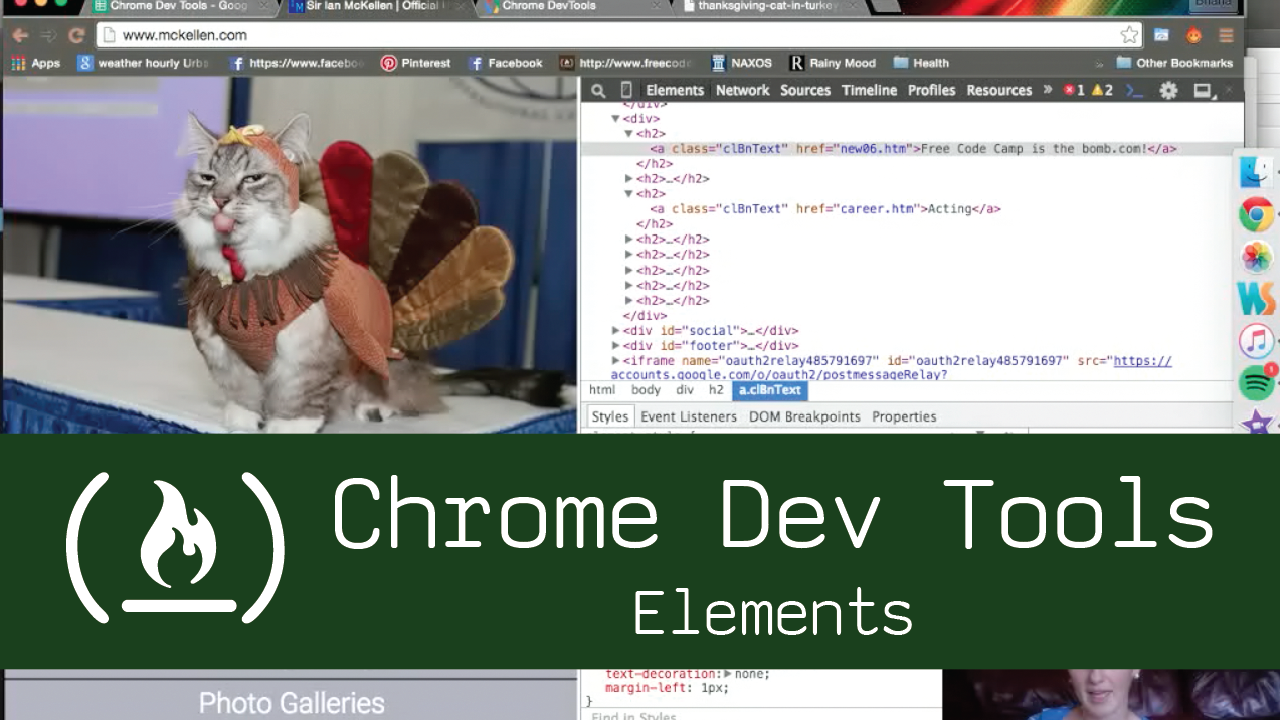 Chrome Dev Tools - Goog
Sir Ian McKellen | Official
Chrome DevTools
thanksgiving-cat-in-turkey
Briana
www.mckellen.com
Apps weather hourly Urb https://www.facebo Pinterest Facebook http://www.freecod NAXOS Rainy Mood Health » Other Bookmarks
Elements Network Sources Timeline Profiles Resources » 1 2
</div>
<div>
<h2>
<a class="clBnText" href="new06.htm">Free Code Camp is the bomb.com!</a>
</h2>
<h2>…</h2>
<h2>
<a class="clBnText" href="career.htm">Acting</a>
</h2>
<h2>…</h2>
<h2>…</h2>
<h2>…</h2>
<h2>…</h2>
<h2>…</h2>
</div>
<div id="social">…</div>
<div id="footer">…</div>
<iframe name="oauth2relay485791697" id="oauth2relay485791697" src="https://
accounts.google.com/o/oauth2/postmessageRelay?
html body div h2 a.clBnText
Styles Event Listeners DOM Breakpoints Properties
1
Chrome Dev Tools
Elements
text-decoration: none;
margin-left: 1px;
}
Find in Styles
Photo Galleries